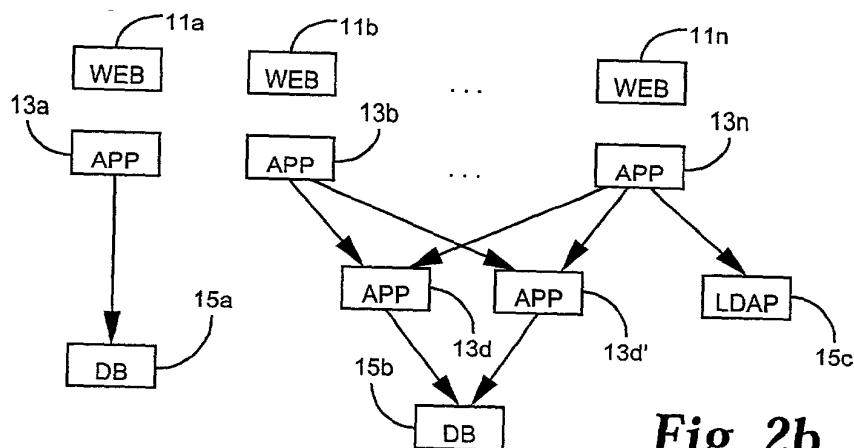 11a
11b
11n
WEB
WEB
WEB
13a
13b
13n
APP
APP
APP
. . .
. . .
APP
APP
LDAP
15a
13d
13d'
15c
DB
15b
DB
Fig. 2b